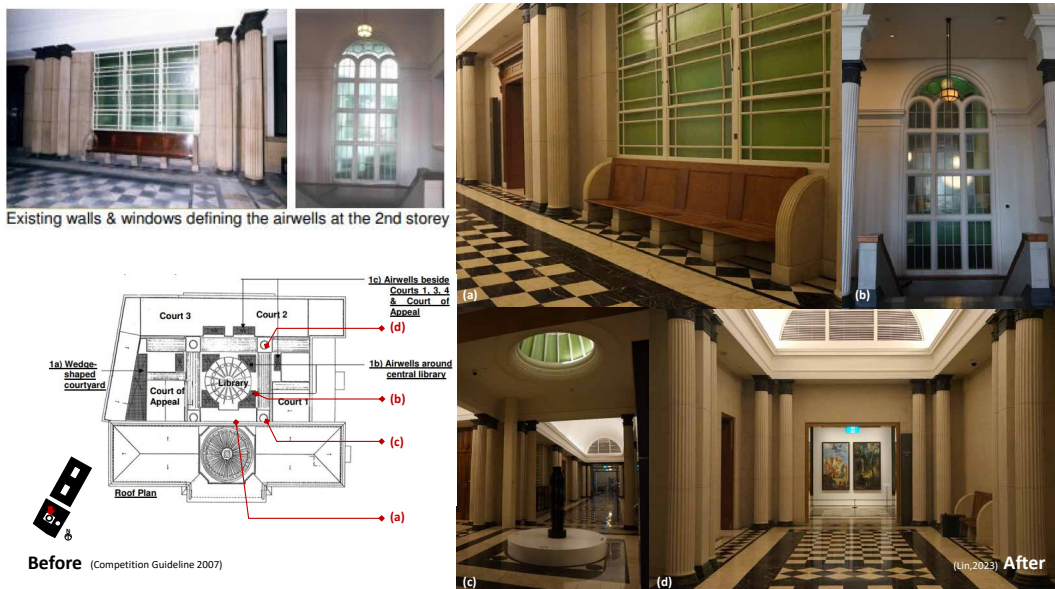 Existing walls & windows defining the airwells at the 2nd storey
1c) Airwells beside
Courts 1, 3, 4
& Court of
Appeal
Court 3
Court 2
(d)
1a) Wedge-
shaped
courtyard
1b) Airwells around
central library
Library
Court of
Appeal
Court 1
(b)
(c)
Roof Plan
(a)
Before (Competition Guideline 2007)
(a)
(b)
(c)
(d)
(Lin,2023) After